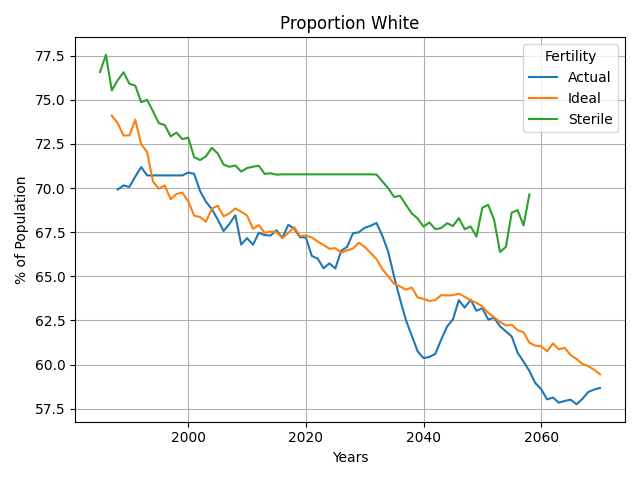 Proportion White
% of Population
77.5
75.0
72.5
70.0
67.5
65.0
62.5
60.0
57.5
Fertility
Actual
Ideal
Sterile
2000
2020
2040
2060
Years